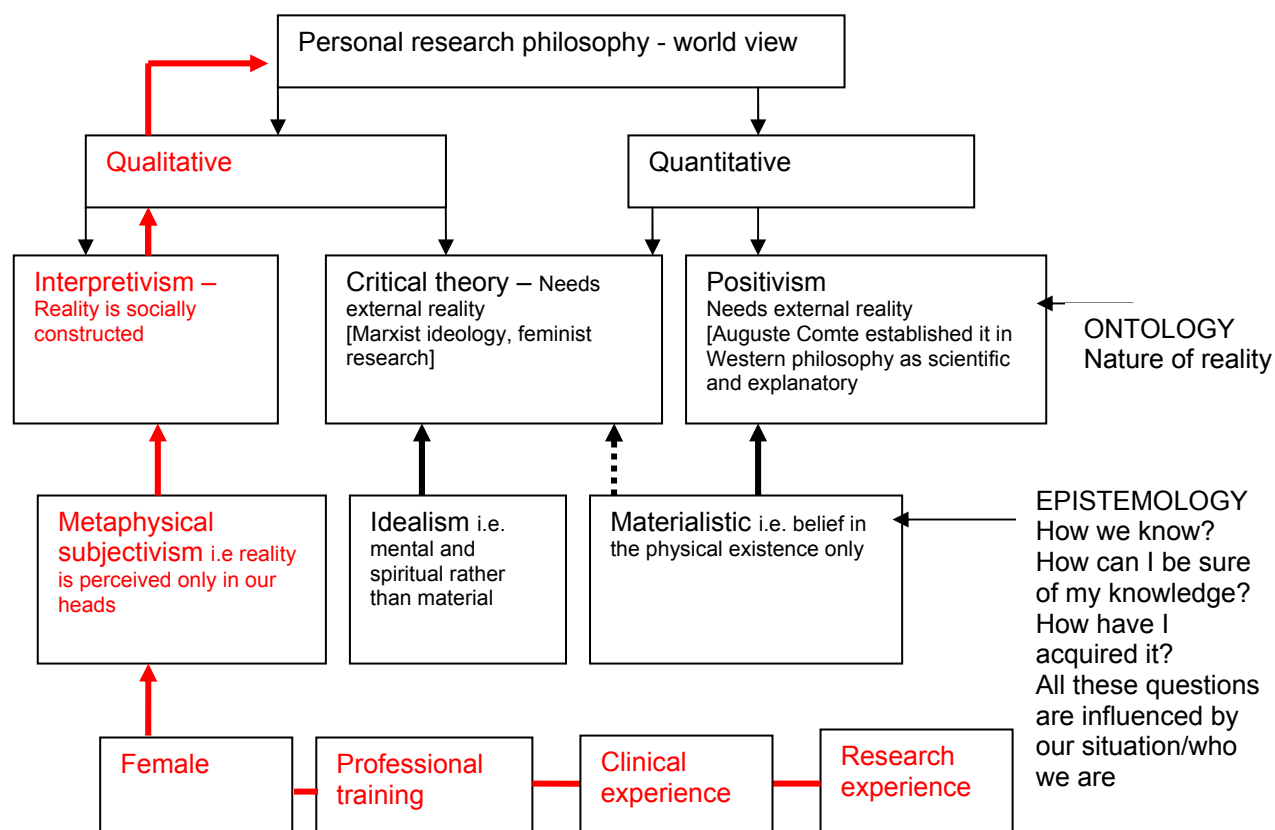 Personal research philosophy - world view
Qualitative
Quantitative
Interpretivism –
Reality is socially
constructed
Critical theory – Needs
external reality
[Marxist ideology, feminist
research]
Positivism
Needs external reality
[Auguste Comte established it in
Western philosophy as scientific
and explanatory
ONTOLOGY
Nature of reality
Metaphysical
subjectivism i.e reality
is perceived only in our
heads
Idealism i.e.
mental and
spiritual rather
than material
Materialistic i.e. belief in
the physical existence only
EPISTEMOLOGY
How we know?
How can I be sure
of my knowledge?
How have I
acquired it?
All these questions
are influenced by
our situation/who
we are
Female
Professional
training
Clinical
experience
Research
experience